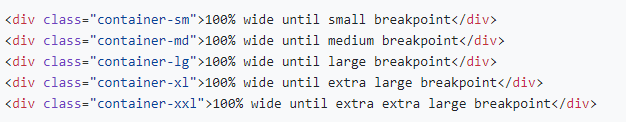 <div class="container-sm">100% wide until small breakpoint</div>
<div class="container-md">100% wide until medium breakpoint</div>
<div class="container-lg">100% wide until large breakpoint</div>
<div class="container-xl">100% wide until extra large breakpoint</div>
<div class="container-xxl">100% wide until extra extra large breakpoint</div>